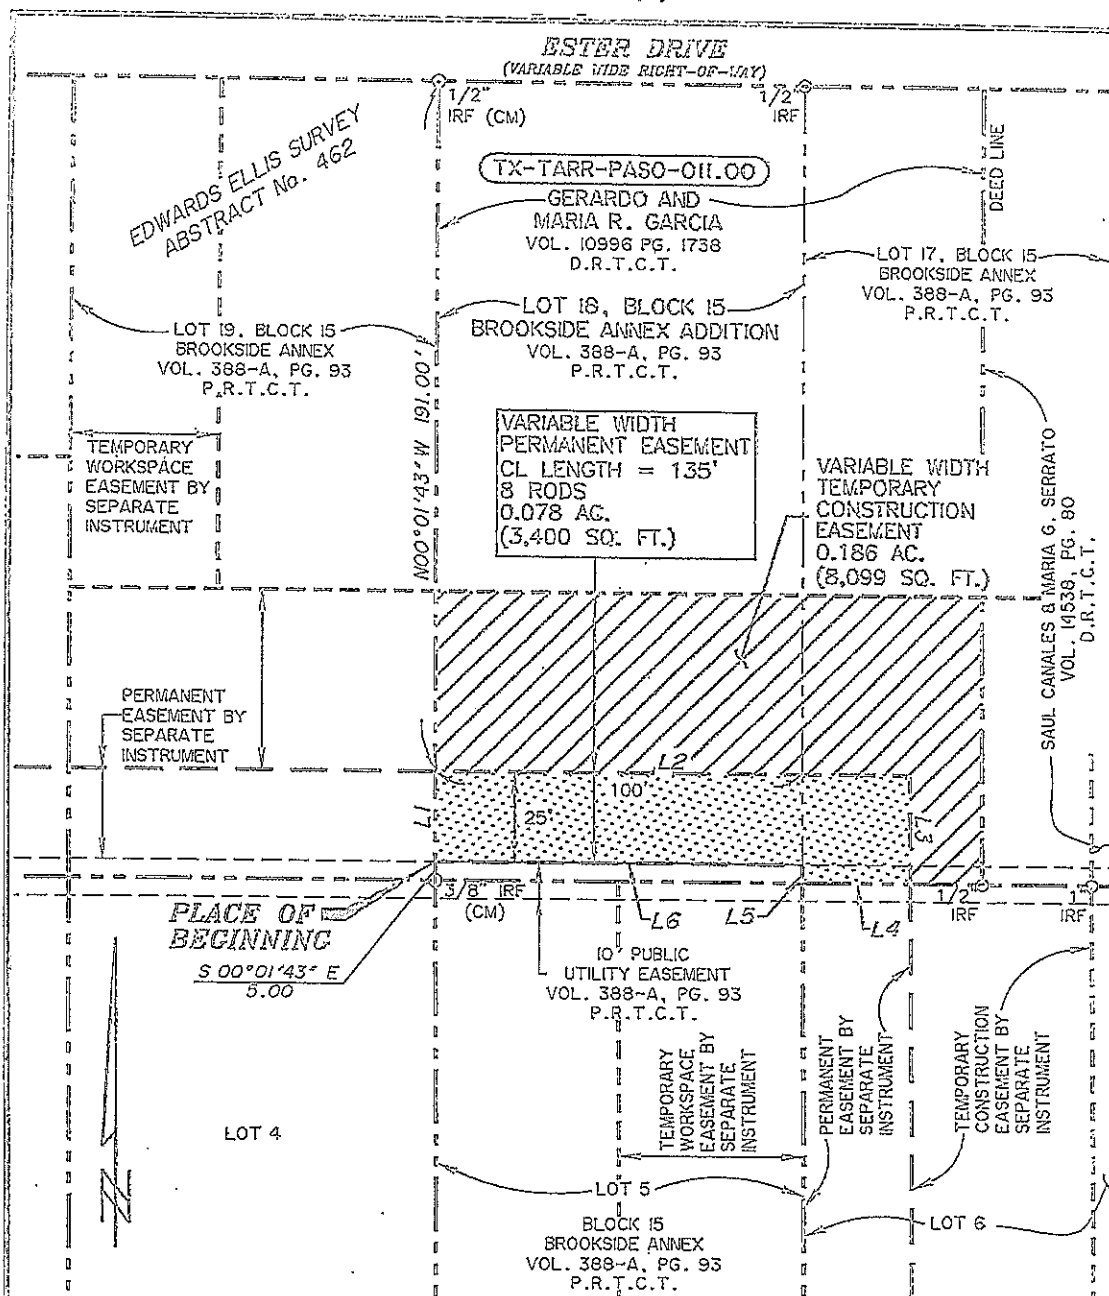 ESTER DRIVE
(VARIABLE WIDE RIGHT-OF-WAY)
1/2"
IRF (CM)
1/2"
IRF
EDWARDS ELLIS SURVEY
ABSTRACT No. 462
TX-TARR-PASO-011.00
GERARDO AND
MARIA R. GARCIA
VOL. 10996 PG. 1738
D.R.T.C.T.
DEED LINE
LOT 17, BLOCK 15
BROOKSIDE ANNEX
VOL. 388-A, PG. 93
P.R.T.C.T.
LOT 18, BLOCK 15
BROOKSIDE ANNEX ADDITION
VOL. 388-A, PG. 93
P.R.T.C.T.
LOT 19, BLOCK 15
BROOKSIDE ANNEX
VOL. 388-A, PG. 93
P.R.T.C.T.
N00°01'43" W 191.00'
TEMPORARY
WORKSPACE
EASEMENT BY
SEPARATE
INSTRUMENT
VARIABLE WIDTH
PERMANENT EASEMENT
CL LENGTH = 135'
8 RODS
0.078 AC.
(3,400 SQ. FT.)
VARIABLE WIDTH
TEMPORARY
CONSTRUCTION
EASEMENT
0.186 AC.
(8,099 SQ. FT.)
SAUL CANALES & MARIA G. SERRATO
VOL. 14538, PG. 80
D.R.T.C.T.
PERMANENT
EASEMENT BY
SEPARATE
INSTRUMENT
L2
100'
L1
25'
L3
3/8" IRF
(CM)
L6
L5
L4
1/2
IRF
1
IRF
PLACE OF
BEGINNING
S 00°01'43" E
5.00
10' PUBLIC
UTILITY EASEMENT
VOL. 388-A, PG. 93
P.R.T.C.T.
TEMPORARY
WORKSPACE
EASEMENT BY
SEPARATE
INSTRUMENT
PERMANENT
EASEMENT BY
SEPARATE
INSTRUMENT
TEMPORARY
CONSTRUCTION
EASEMENT BY
SEPARATE
INSTRUMENT
LOT 4
N
LOT 5
BLOCK 15
BROOKSIDE ANNEX
VOL. 388-A, PG. 93
P.R.T.C.T.
LOT 6